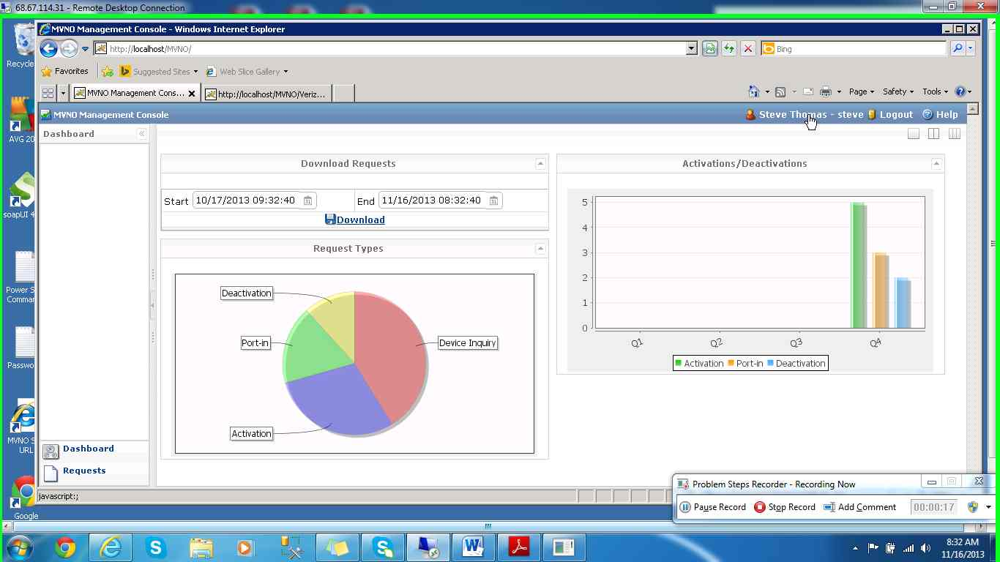 68.67.114.31 - Remote Desktop Connection
MVNO Management Console - Windows Internet Explorer
http://localhost/MVNO/
Bing
Favorites
Suggested Sites
Web Slice Gallery
MVNO Management Cons...
http://localhost/MVNO/Veriz...
Page
Safety
Tools
MVNO Management Console
Steve Thomas - steve
Logout
Help
Dashboard
Download Requests
Start 10/17/2013 09:32:40
End 11/16/2013 08:32:40
Download
Request Types
Deactivation
Port-in
Device Inquiry
Activation
Activations/Deactivations
5
4
3
2
1
0
Q1 Q2 Q3 Q4
Activation Port-in Deactivation
Dashboard
Requests
javascript:;
Recycle
AVG 20
soapUI 4
Power S
Comman
Passwo
MVNO S
URL
Google
Problem Steps Recorder - Recording Now
Pause Record
Stop Record
Add Comment
00:00:17
8:32 AM
11/16/2013